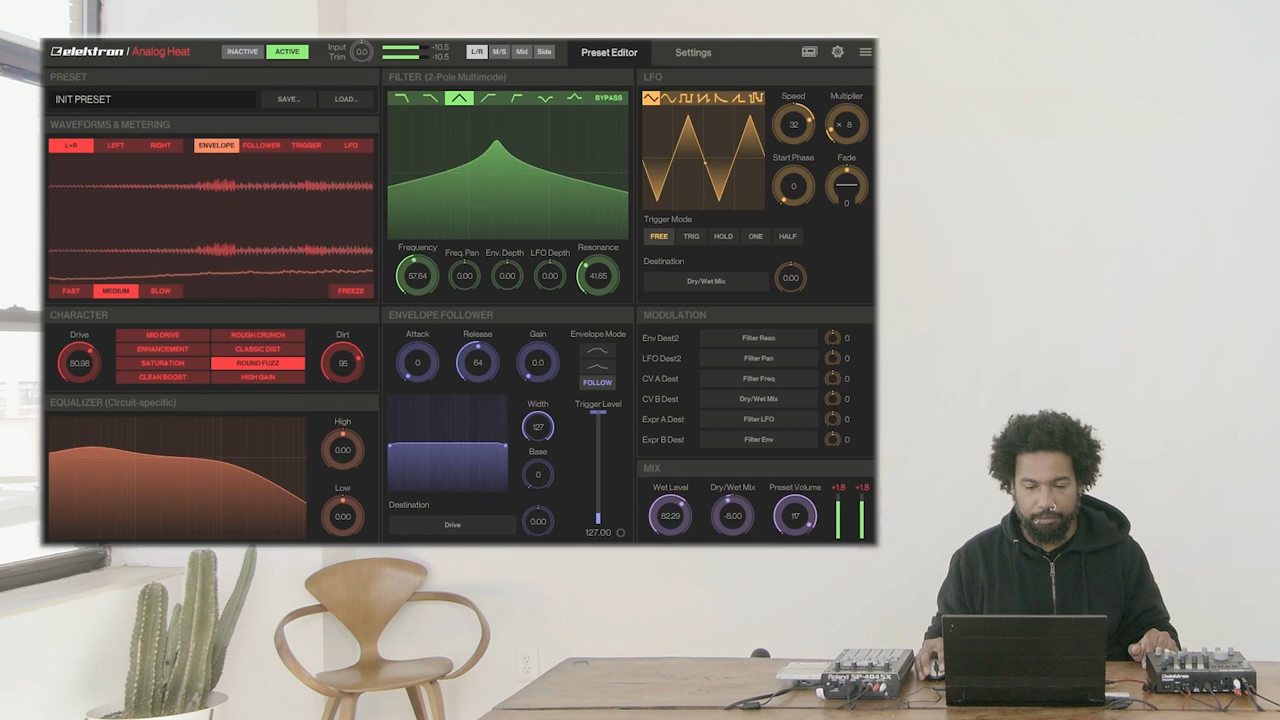 elektron | Analog Heat
INACTIVE ACTIVE
Input Trim 0.0
-10.5
-10.5
L/R M/S Mid Side
Preset Editor Settings
PRESET
INIT PRESET SAVE.. LOAD..
WAVEFORMS & METERING
L+R LEFT RIGHT ENVELOPE FOLLOWER TRIGGER LFO
FAST MEDIUM SLOW FREEZE
CHARACTER
Drive
80.98
MID DRIVE ROUGH CRUNCH
ENHANCEMENT CLASSIC DIST
SATURATION ROUND FUZZ
CLEAN BOOST HIGH GAIN
Dirt
95
EQUALIZER (Circuit-specific)
High
0.00
Low
0.00
FILTER (2-Pole Multimode)
BYPASS
Frequency Freq. Pan Env. Depth LFO Depth Resonance
57.64 0.00 0.00 0.00 41.65
ENVELOPE FOLLOWER
Attack Release Gain Envelope Mode
0 64 0.0
FOLLOW
Width Trigger Level
127
Base
0
Destination
Drive 0.00
127.00
LFO
Speed Multiplier
32 × 8
Start Phase Fade
0 0
Trigger Mode
FREE TRIG HOLD ONE HALF
Destination
Dry/Wet Mix 0.00
MODULATION
Env Dest2 Filter Reso 0
LFO Dest2 Filter Pan 0
CV A Dest Filter Freq 0
CV B Dest Dry/Wet Mix 0
Expr A Dest Filter LFO 0
Expr B Dest Filter Env 0
MIX
Wet Level Dry/Wet Mix Preset Volume +1.8 +1.8
82.29 -8.00 117
Roland SP-404SX
elektron